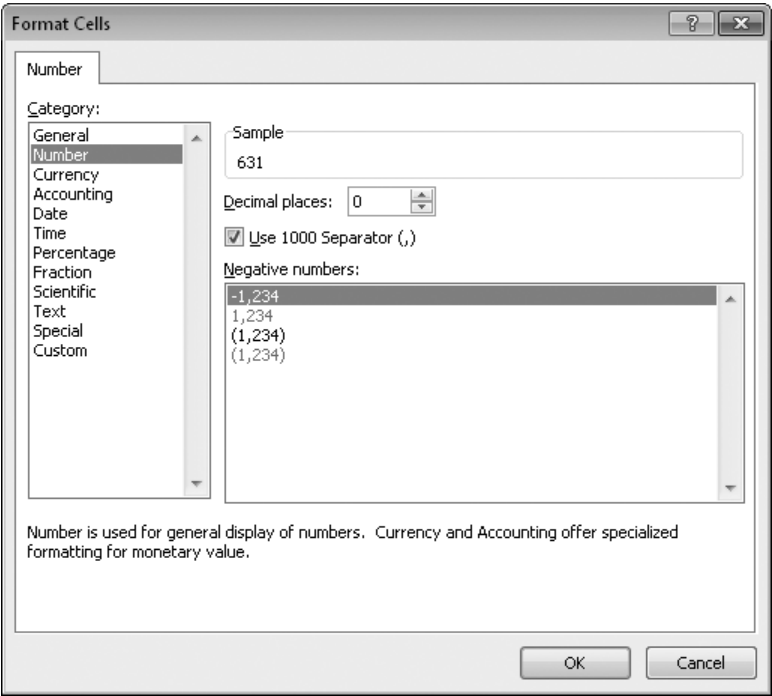 Format Cells
Number
Category:
General
Number
Currency
Accounting
Date
Time
Percentage
Fraction
Scientific
Text
Special
Custom
Sample
631
Decimal places: 0
Use 1000 Separator (,)
Negative numbers:
-1,234
1,234
(1,234)
(1,234)
Number is used for general display of numbers. Currency and Accounting offer specialized
formatting for monetary value.
OK Cancel